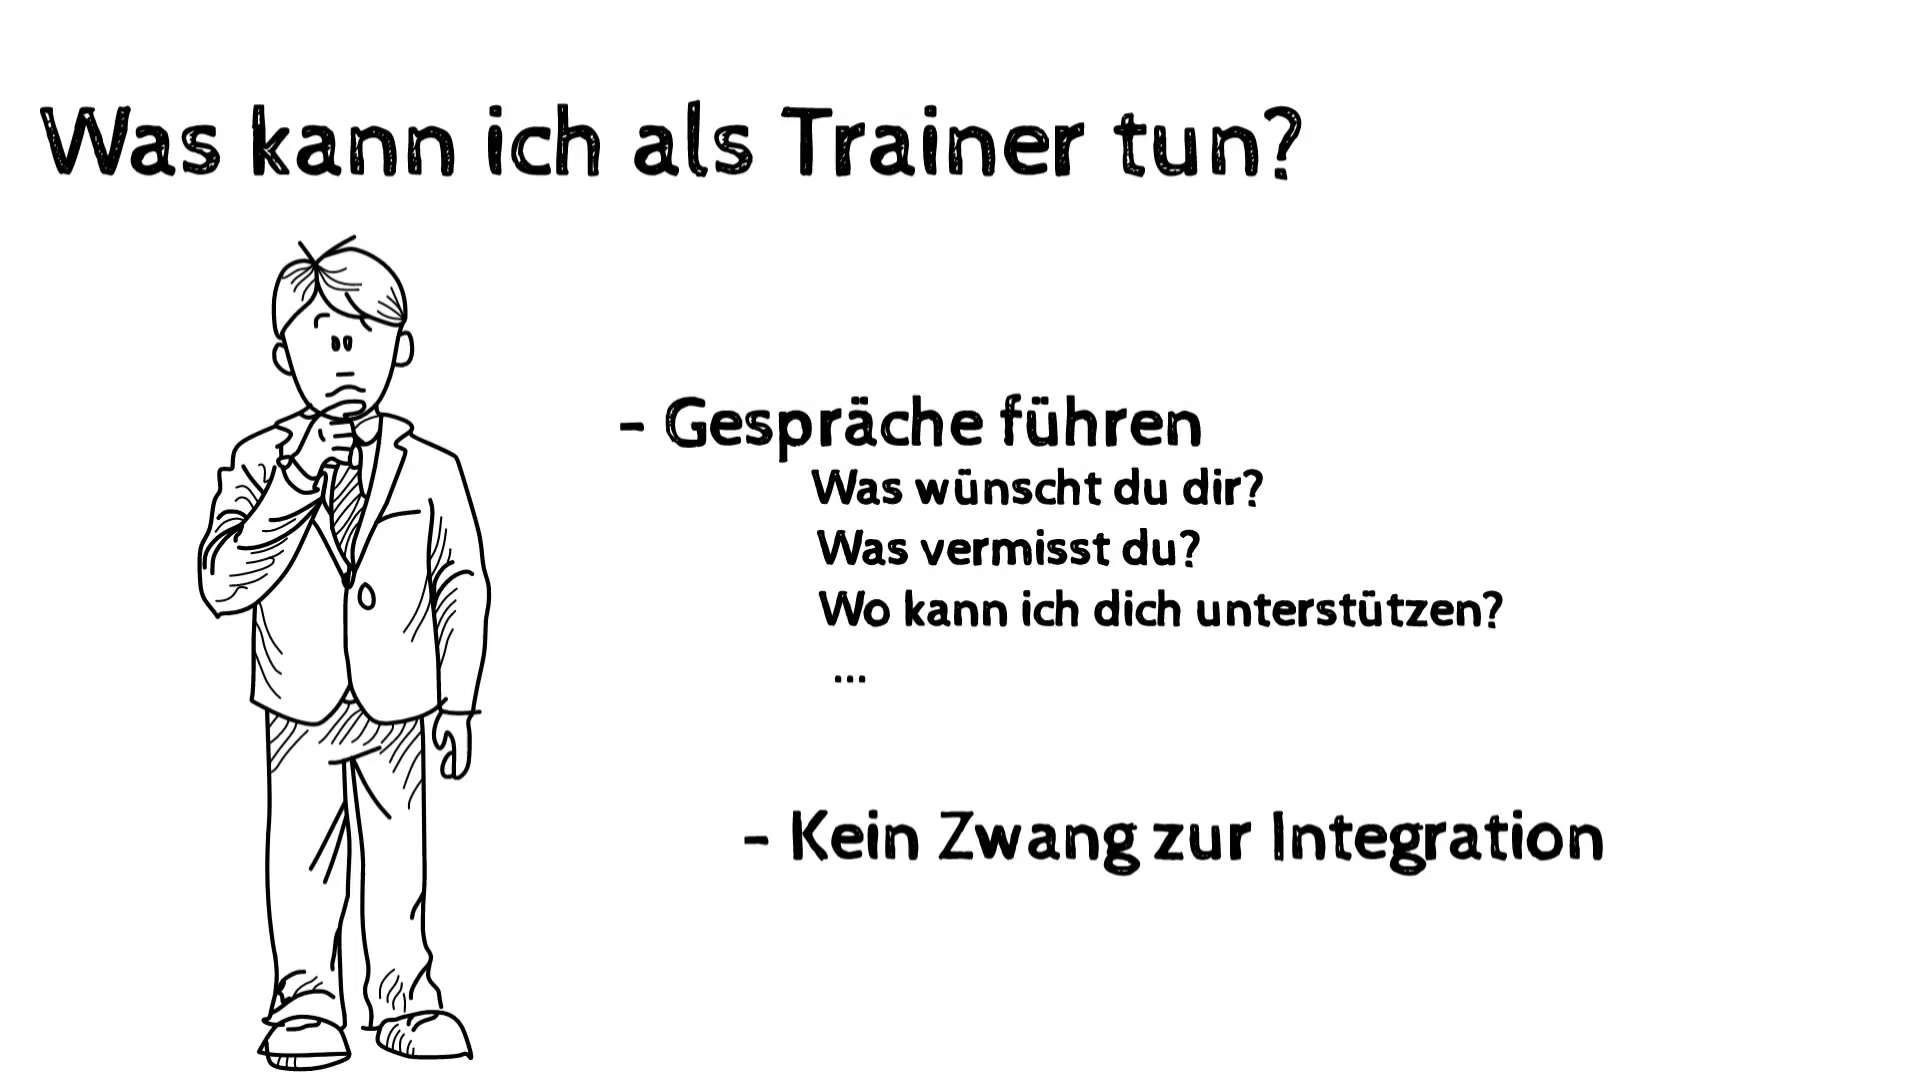 Was kann ich als Trainer tun?
- Gespräche führen
Was wünscht du dir?
Was vermisst du?
Wo kann ich dich unterstützen?
...
- Kein Zwang zur Integration